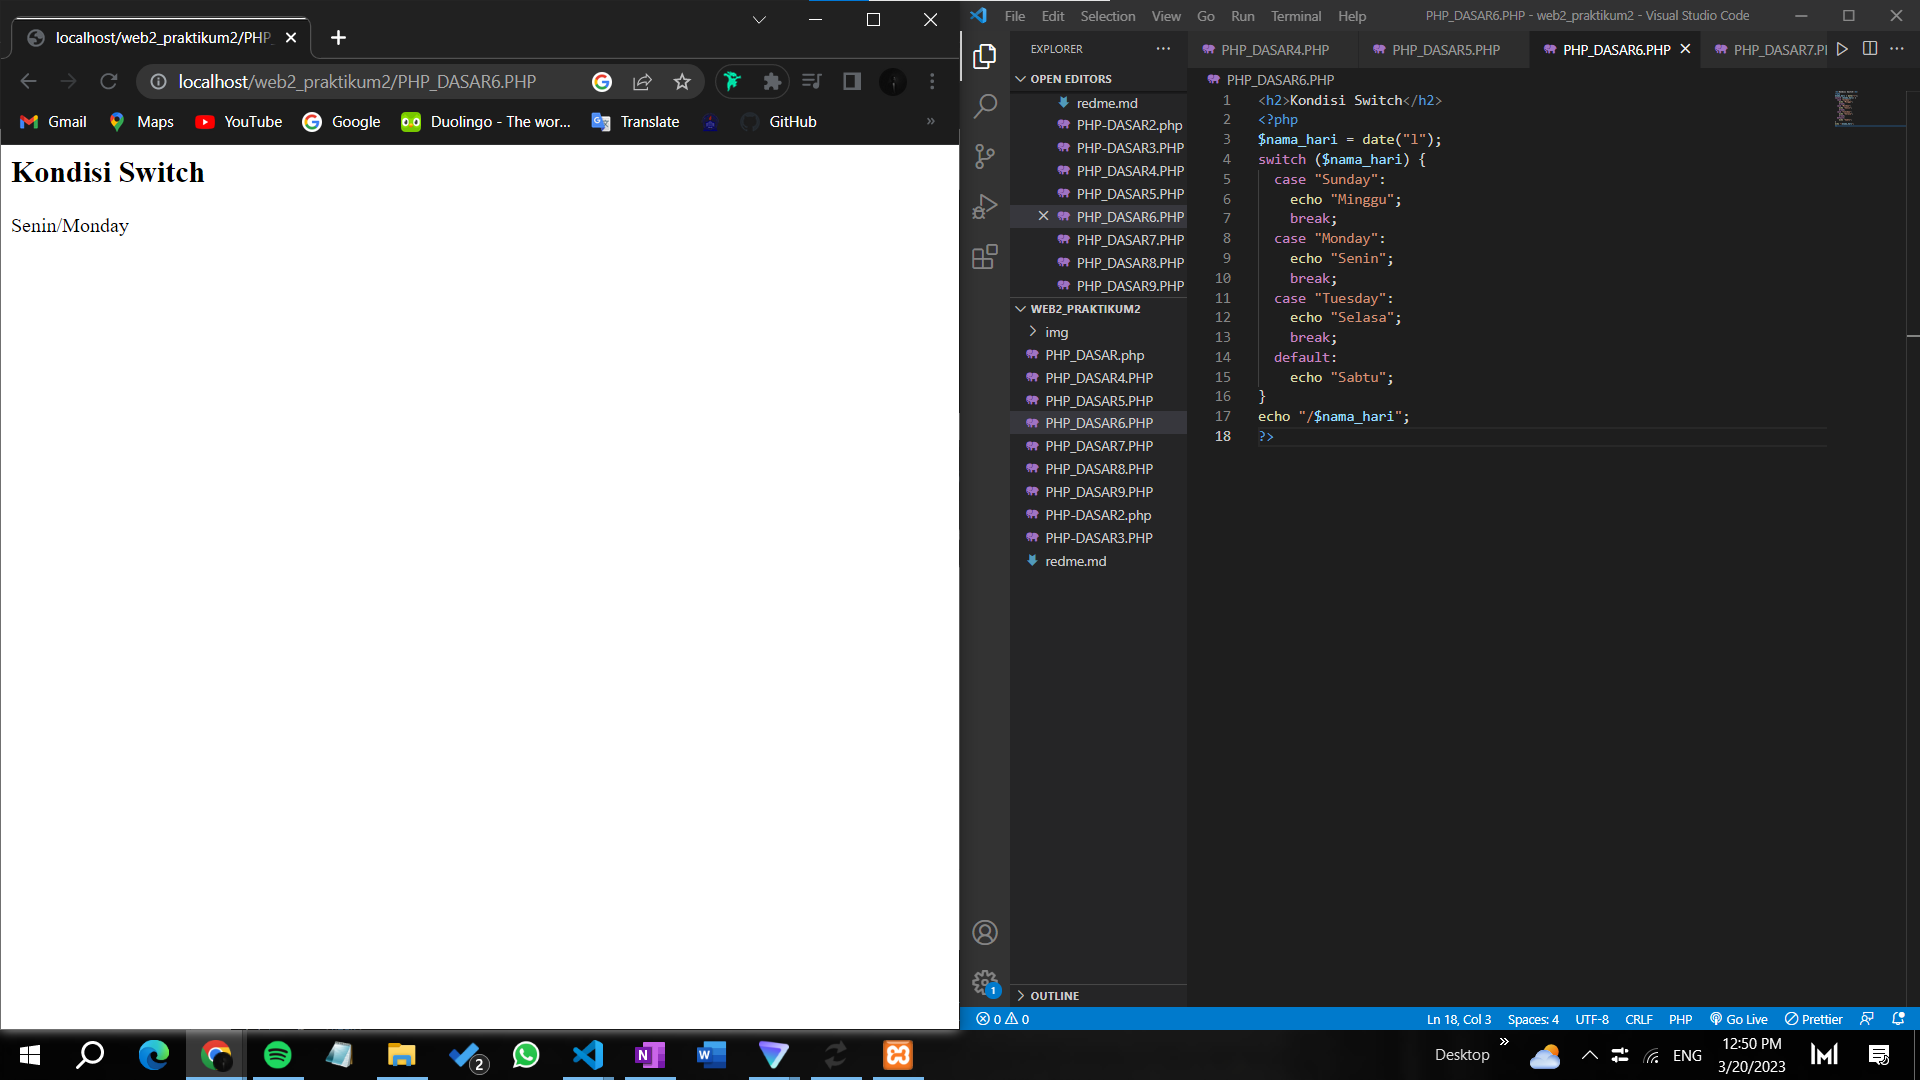 localhost/web2_praktikum2/PHP_
localhost/web2_praktikum2/PHP_DASAR6.PHP
Gmail Maps YouTube Google Duolingo - The wor... Translate GitHub »
Kondisi Switch
Senin/Monday
File Edit Selection View Go Run Terminal Help PHP_DASAR6.PHP - web2_praktikum2 - Visual Studio Code
EXPLORER
OPEN EDITORS
redme.md
PHP-DASAR2.php
PHP-DASAR3.PHP
PHP_DASAR4.PHP
PHP_DASAR5.PHP
PHP_DASAR6.PHP
PHP_DASAR7.PHP
PHP_DASAR8.PHP
PHP_DASAR9.PHP
WEB2_PRAKTIKUM2
img
PHP_DASAR.php
PHP_DASAR4.PHP
PHP_DASAR5.PHP
PHP_DASAR6.PHP
PHP_DASAR7.PHP
PHP_DASAR8.PHP
PHP_DASAR9.PHP
PHP-DASAR2.php
PHP-DASAR3.PHP
redme.md
OUTLINE
PHP_DASAR4.PHP PHP_DASAR5.PHP PHP_DASAR6.PHP PHP_DASAR7.P
PHP_DASAR6.PHP
1 <h2>Kondisi Switch</h2>
2 <?php
3 $nama_hari = date("l");
4 switch ($nama_hari) {
5 case "Sunday":
6 echo "Minggu";
7 break;
8 case "Monday":
9 echo "Senin";
10 break;
11 case "Tuesday":
12 echo "Selasa";
13 break;
14 default:
15 echo "Sabtu";
16 }
17 echo "/$nama_hari";
18 ?>
1
0 0 Ln 18, Col 3 Spaces: 4 UTF-8 CRLF PHP Go Live Prettier
2 Desktop » ENG
12:50 PM
3/20/2023